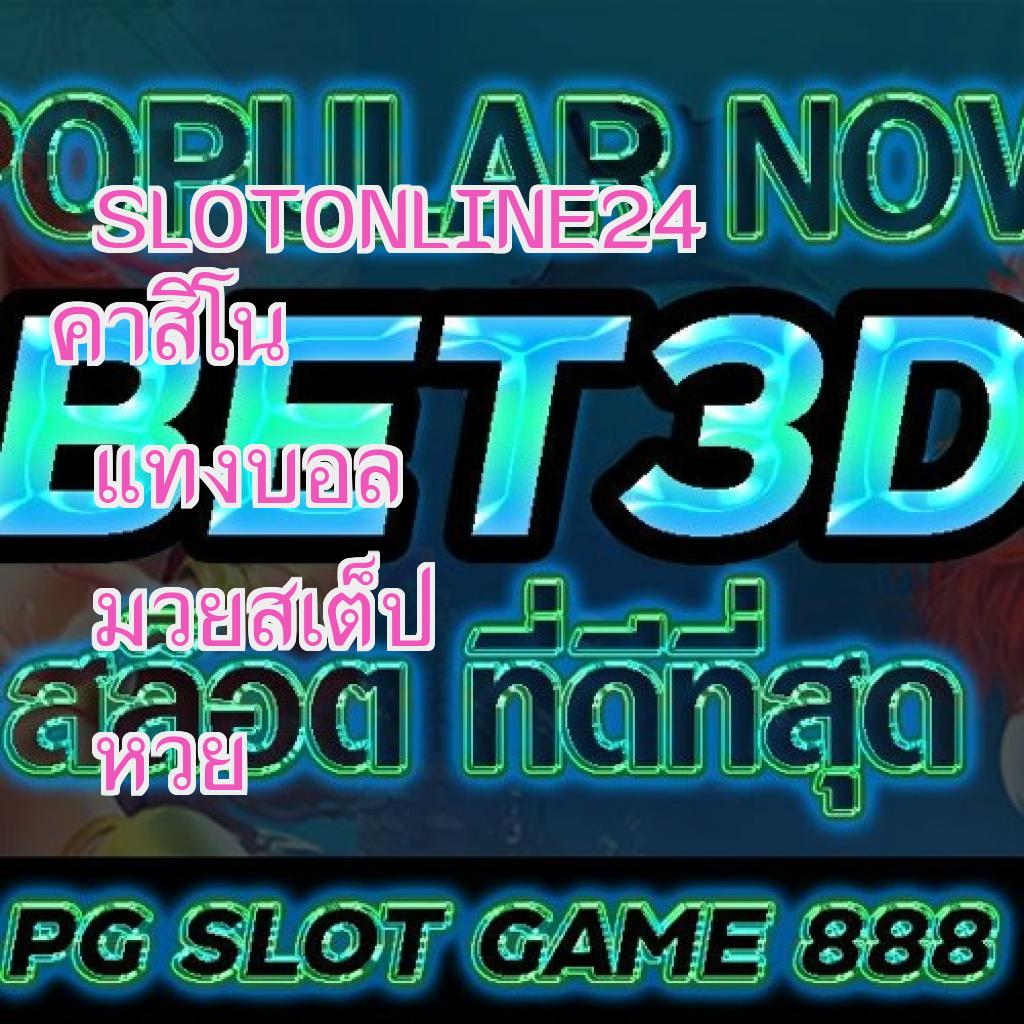 POPULAR NOW
SLOTONLINE24
คาสิโน
BET3D
แทงบอล
มวยสเต็ป
สล็อต ที่ดีที่สุด
หวย
PG SLOT GAME 888